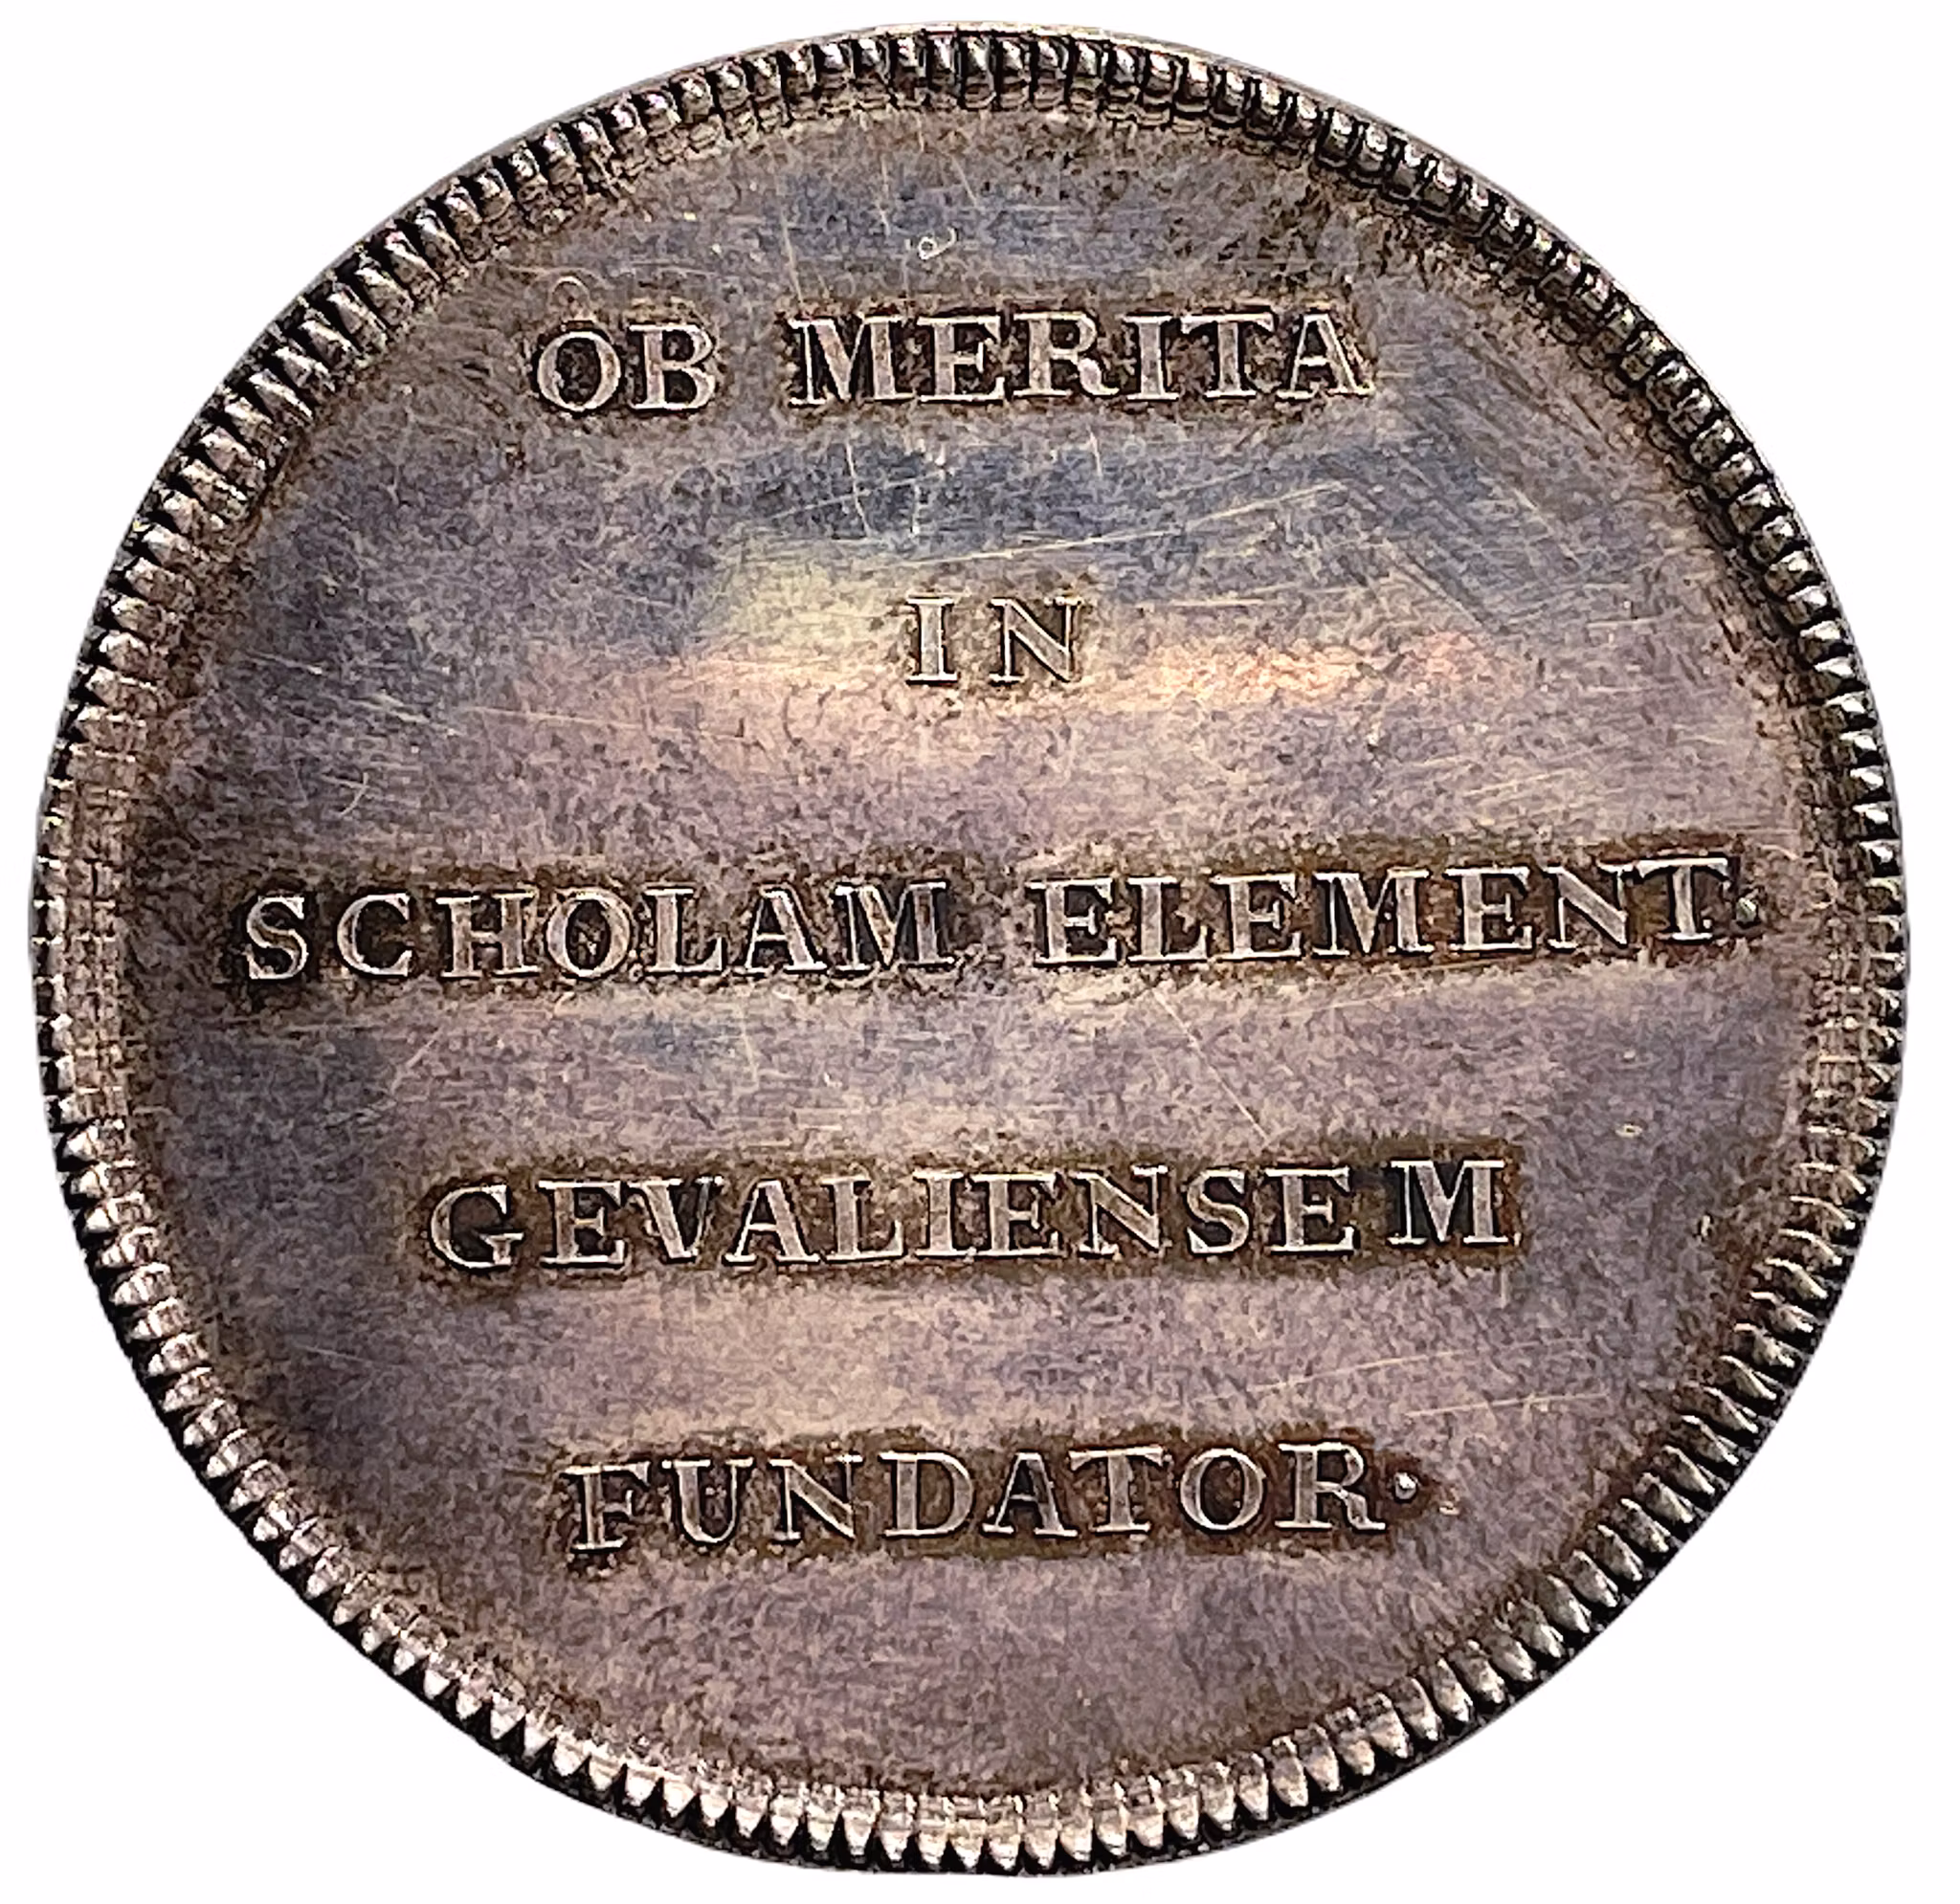 OB MERITA
IN
SCHOLAM ELEMENT.
GEVALIENSEM
FUNDATOR.